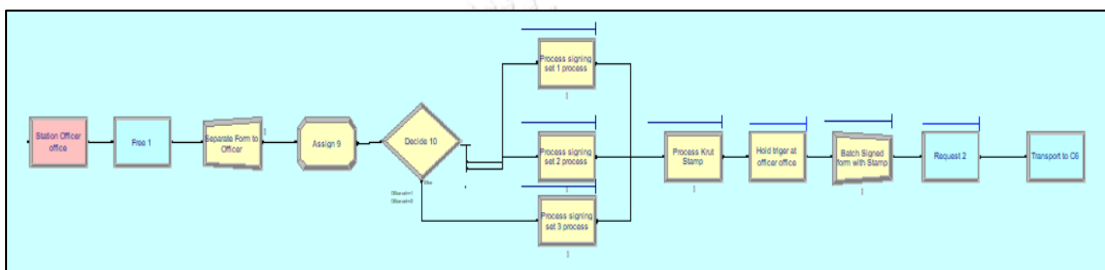 Station Officer
office
Free 1
Separate Form to
Officer
Assign 9
Decide 10
Else
Process signing
set 1 process
Process signing
set 2 process
Process signing
set 3 process
Process Krut
Stamp
Hold triger at
officer office
Batch Signed
form with Stamp
Request 2
Transport to C6